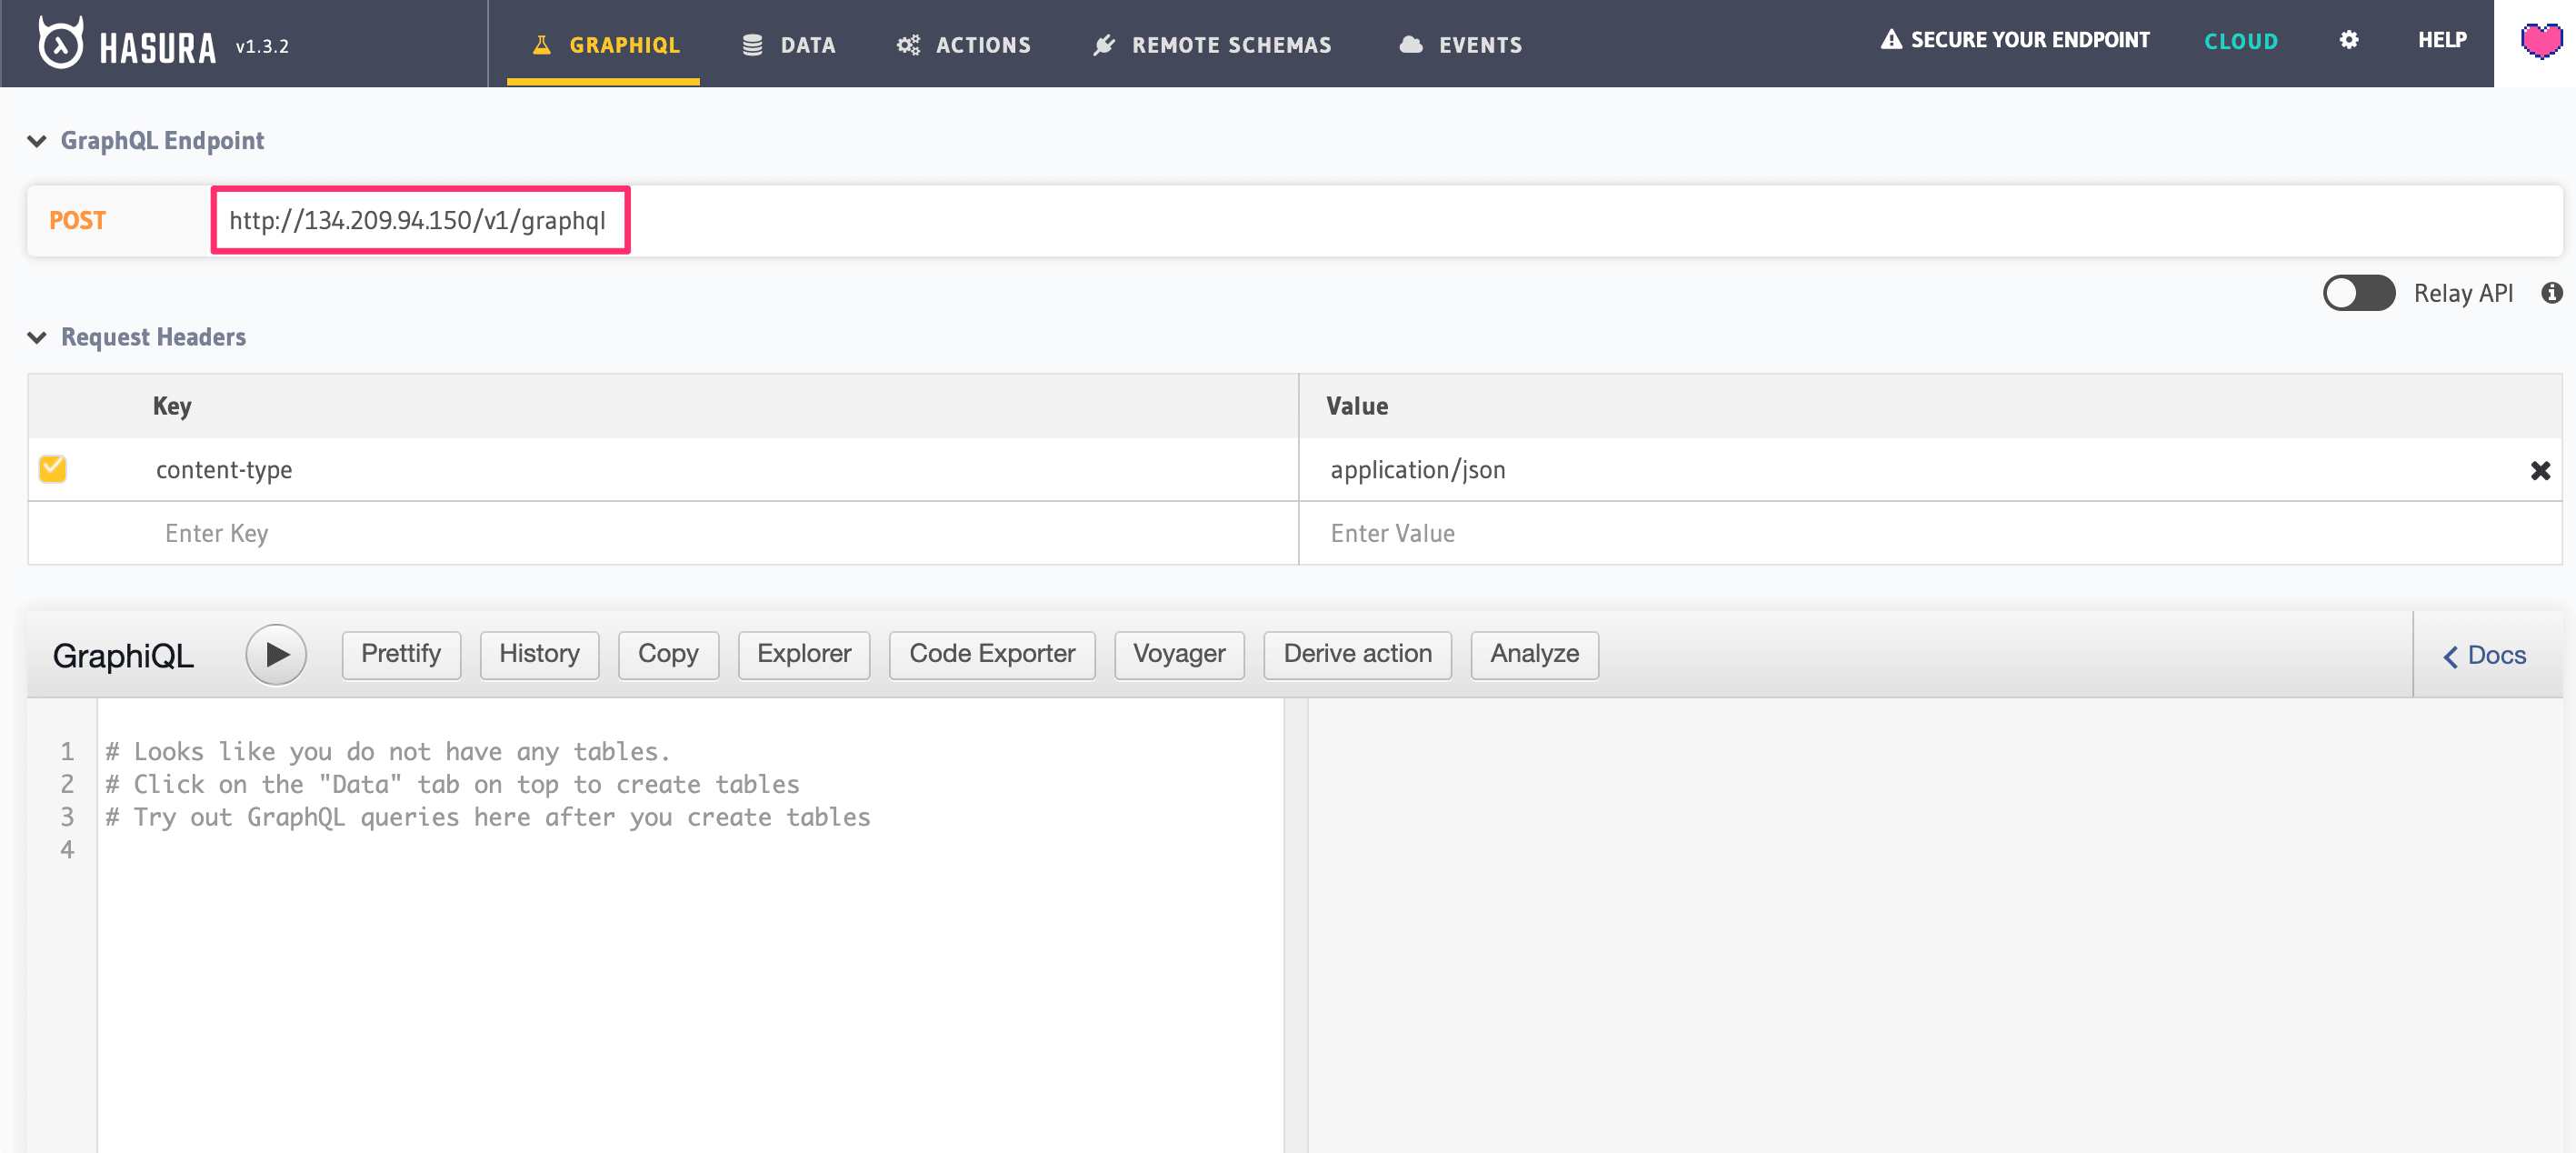 HASURA v1.3.2 GRAPHIQL DATA ACTIONS REMOTE SCHEMAS EVENTS SECURE YOUR ENDPOINT CLOUD HELP
GraphQL Endpoint
POST http://134.209.94.150/v1/graphql
Relay API
Request Headers
Key Value
content-type application/json
Enter Key Enter Value
GraphiQL Prettify History Copy Explorer Code Exporter Voyager Derive action Analyze Docs
1 # Looks like you do not have any tables.
2 # Click on the "Data" tab on top to create tables
3 # Try out GraphQL queries here after you create tables
4